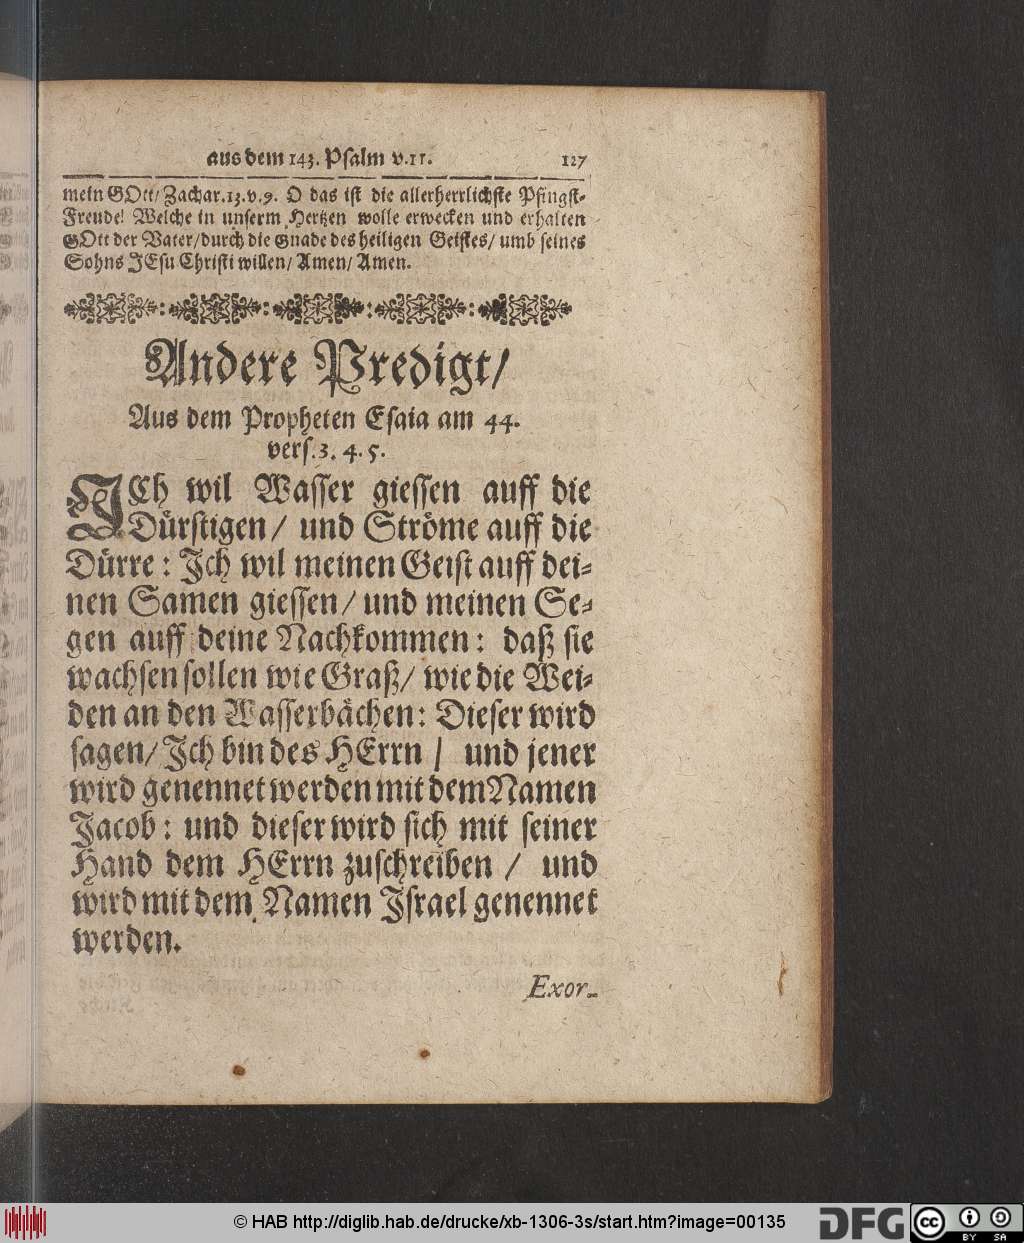 aus dem 143. Psalm v.11. 127
mein GOtt/ Zachar.13.v.9. O das ist die allerherrlichste Pfingst-
Freude! Welche in unserm Hertzen wolle erwecken und erhalten
GOtt der Vater/durch die Gnade des heiligen Geistes/ umb seines
Sohns JEsu Christi willen/ Amen/ Amen.
Andere Predigt/
Aus dem Propheten Esaia am 44.
vers.3. 4. 5.
ICh wil Wasser giessen auff die
Dürstigen/ und Ströme auff die
Dürre: Ich wil meinen Geist auff dei-
nen Samen giessen/ und meinen Se-
gen auff deine Nachkommen: daß sie
wachsen sollen wie Graß/ wie die Wei-
den an den Wasserbächen: Dieser wird
sagen/ Ich bin des HErrn / und jener
wird genennet werden mit dem Namen
Jacob: und dieser wird sich mit seiner
Hand dem HErrn zuschreiben / und
wird mit dem Namen Israel genennet
werden.
Exor-
© HAB http://diglib.hab.de/drucke/xb-1306-3s/start.htm?image=00135
DFG
cc BY SA